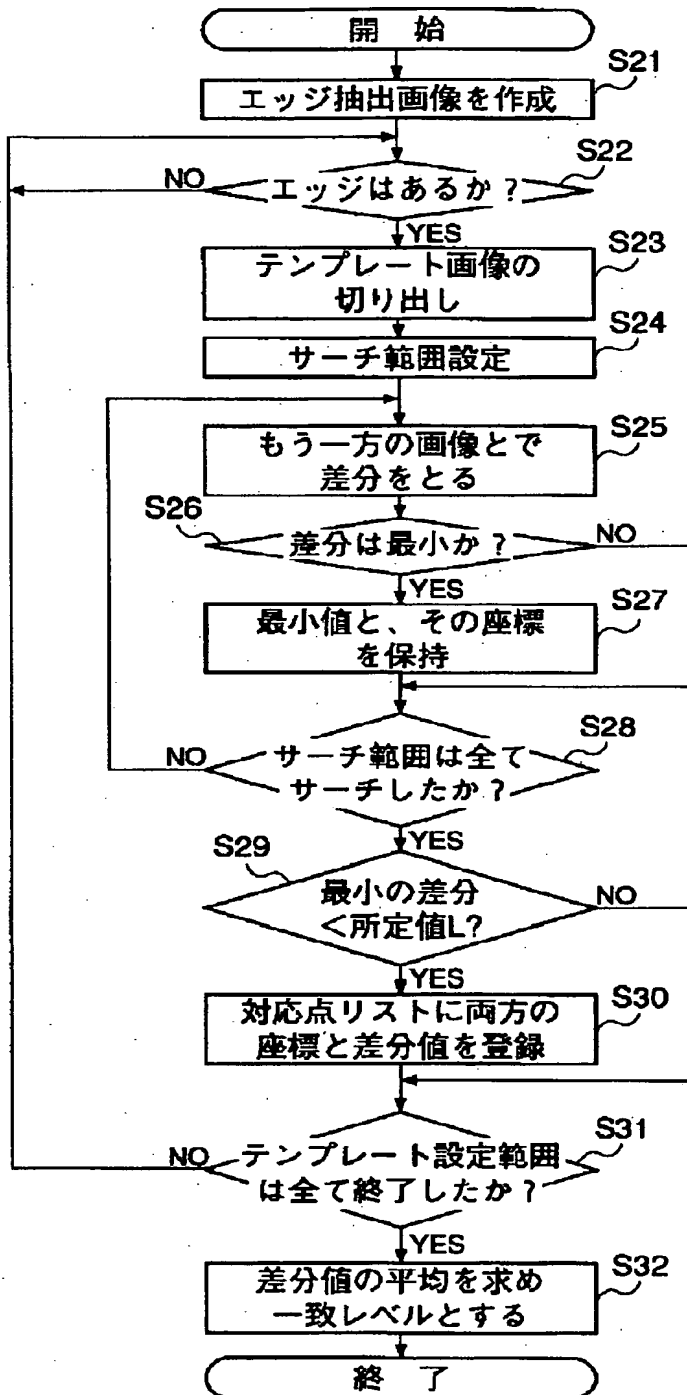 開 始
S21
エッジ抽出画像を作成
S22
NO
エッジはあるか?
YES
S23
テンプレート画像の
切り出し
S24
サーチ範囲設定
S25
もう一方の画像とで
差分をとる
S26
差分は最小か?
NO
YES
S27
最小値と、その座標
を保持
S28
NO
サーチ範囲は全て
サーチしたか?
YES
S29
最小の差分
<所定値L?
NO
YES
S30
対応点リストに両方の
座標と差分値を登録
S31
NO
テンプレート設定範囲
は全て終了したか?
YES
S32
差分値の平均を求め
一致レベルとする
終 了